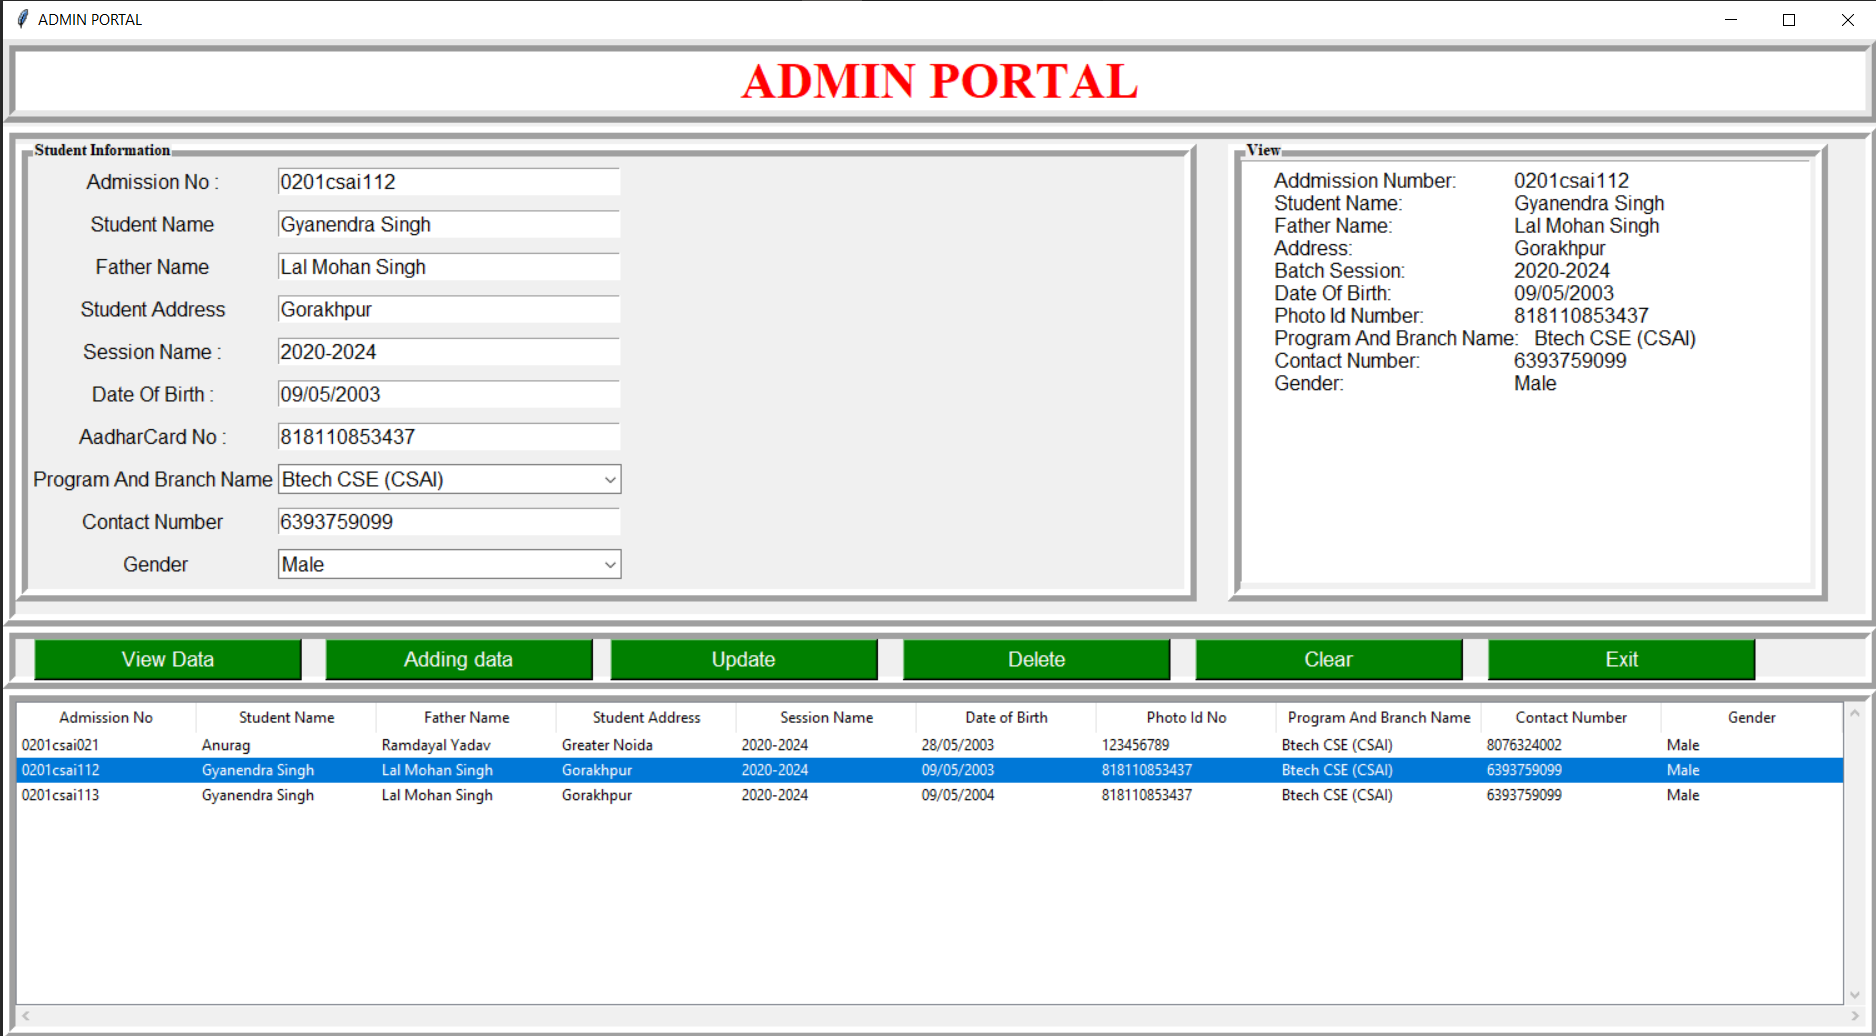 ADMIN PORTAL
ADMIN PORTAL
Student Information
Admission No : 0201csai112
Student Name Gyanendra Singh
Father Name Lal Mohan Singh
Student Address Gorakhpur
Session Name : 2020-2024
Date Of Birth : 09/05/2003
AadharCard No : 818110853437
Program And Branch Name Btech CSE (CSAI)
Contact Number 6393759099
Gender Male
View
Addmission Number: 0201csai112
Student Name: Gyanendra Singh
Father Name: Lal Mohan Singh
Address: Gorakhpur
Batch Session: 2020-2024
Date Of Birth: 09/05/2003
Photo Id Number: 818110853437
Program And Branch Name: Btech CSE (CSAI)
Contact Number: 6393759099
Gender: Male
View Data Adding data Update Delete Clear Exit
Admission No Student Name Father Name Student Address Session Name Date of Birth Photo Id No Program And Branch Name Contact Number Gender
0201csai021 Anurag Ramdayal Yadav Greater Noida 2020-2024 28/05/2003 123456789 Btech CSE (CSAI) 8076324002 Male
0201csai112 Gyanendra Singh Lal Mohan Singh Gorakhpur 2020-2024 09/05/2003 818110853437 Btech CSE (CSAI) 6393759099 Male
0201csai113 Gyanendra Singh Lal Mohan Singh Gorakhpur 2020-2024 09/05/2004 818110853437 Btech CSE (CSAI) 6393759099 Male